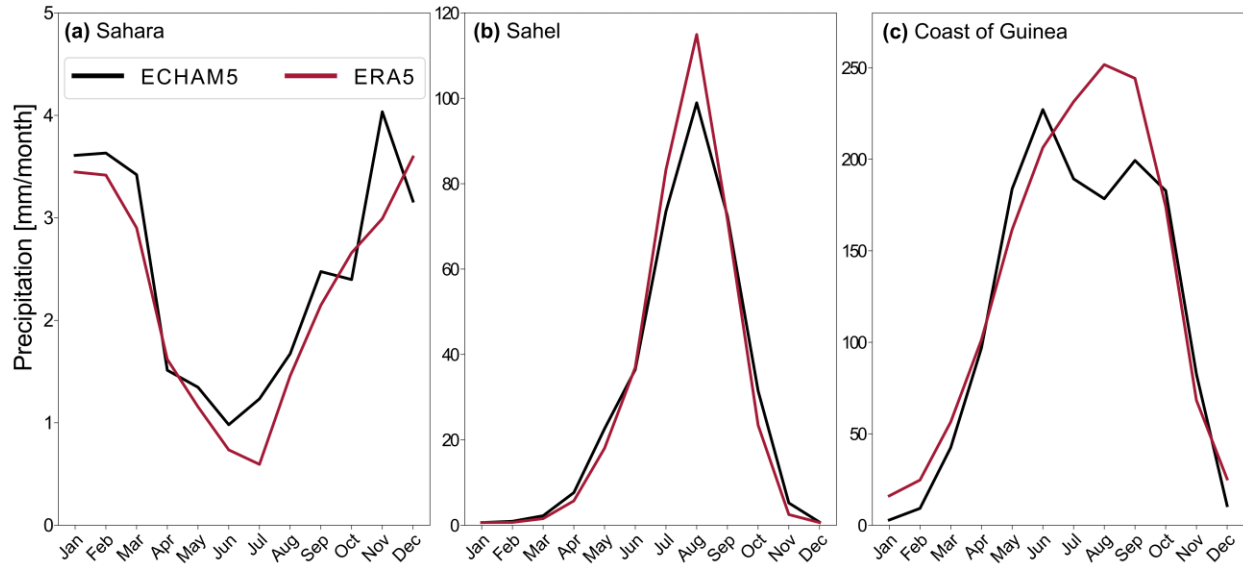 (a) Sahara
ECHAM5 ERA5
Precipitation [mm/month]
5
4
3
2
1
0
Jan Feb Mar Apr May Jun Jul Aug Sep Oct Nov Dec
(b) Sahel
120
100
80
60
40
20
0
Jan Feb Mar Apr May Jun Jul Aug Sep Oct Nov Dec
(c) Coast of Guinea
250
200
150
100
50
0
Jan Feb Mar Apr May Jun Jul Aug Sep Oct Nov Dec